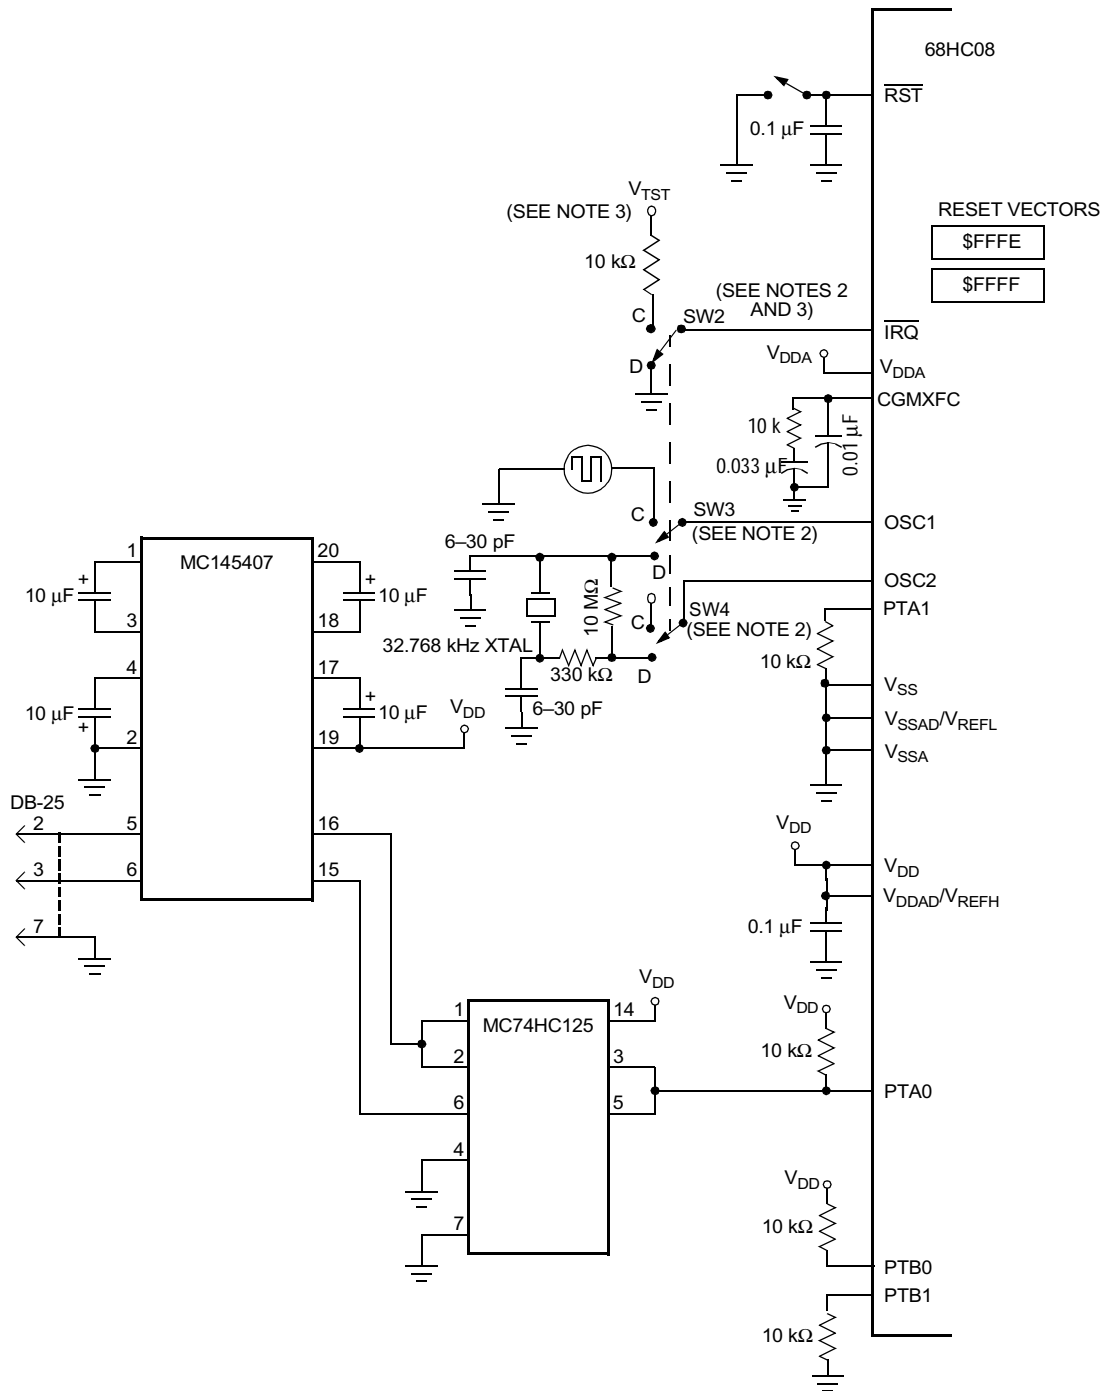 68HC08
RST
0.1 µF
VTST
(SEE NOTE 3)
RESET VECTORS
$FFFE
10 kΩ
$FFFF
(SEE NOTES 2
AND 3)
C
SW2
IRQ
D
VDDA
VDDA
CGMXFC
10 k
0.01 µF
0.033 µF
C
SW3
OSC1
(SEE NOTE 2)
6–30 pF
D
MC145407
1
20
10 µF
+
+
10 µF
3
18
10 MΩ
OSC2
C
SW4
(SEE NOTE 2)
PTA1
32.768 kHz XTAL
330 kΩ
D
10 kΩ
4
17
VSS
10 µF
+
+
10 µF
VDD
6–30 pF
VSSAD/VREFL
2
19
VSSA
DB-25
2
5
16
3
6
15
7
VDD
VDD
VDDAD/VREFH
0.1 µF
VDD
1
MC74HC125
14
VDD
2
3
10 kΩ
6
5
PTA0
4
7
VDD
10 kΩ
PTB0
PTB1
10 kΩ